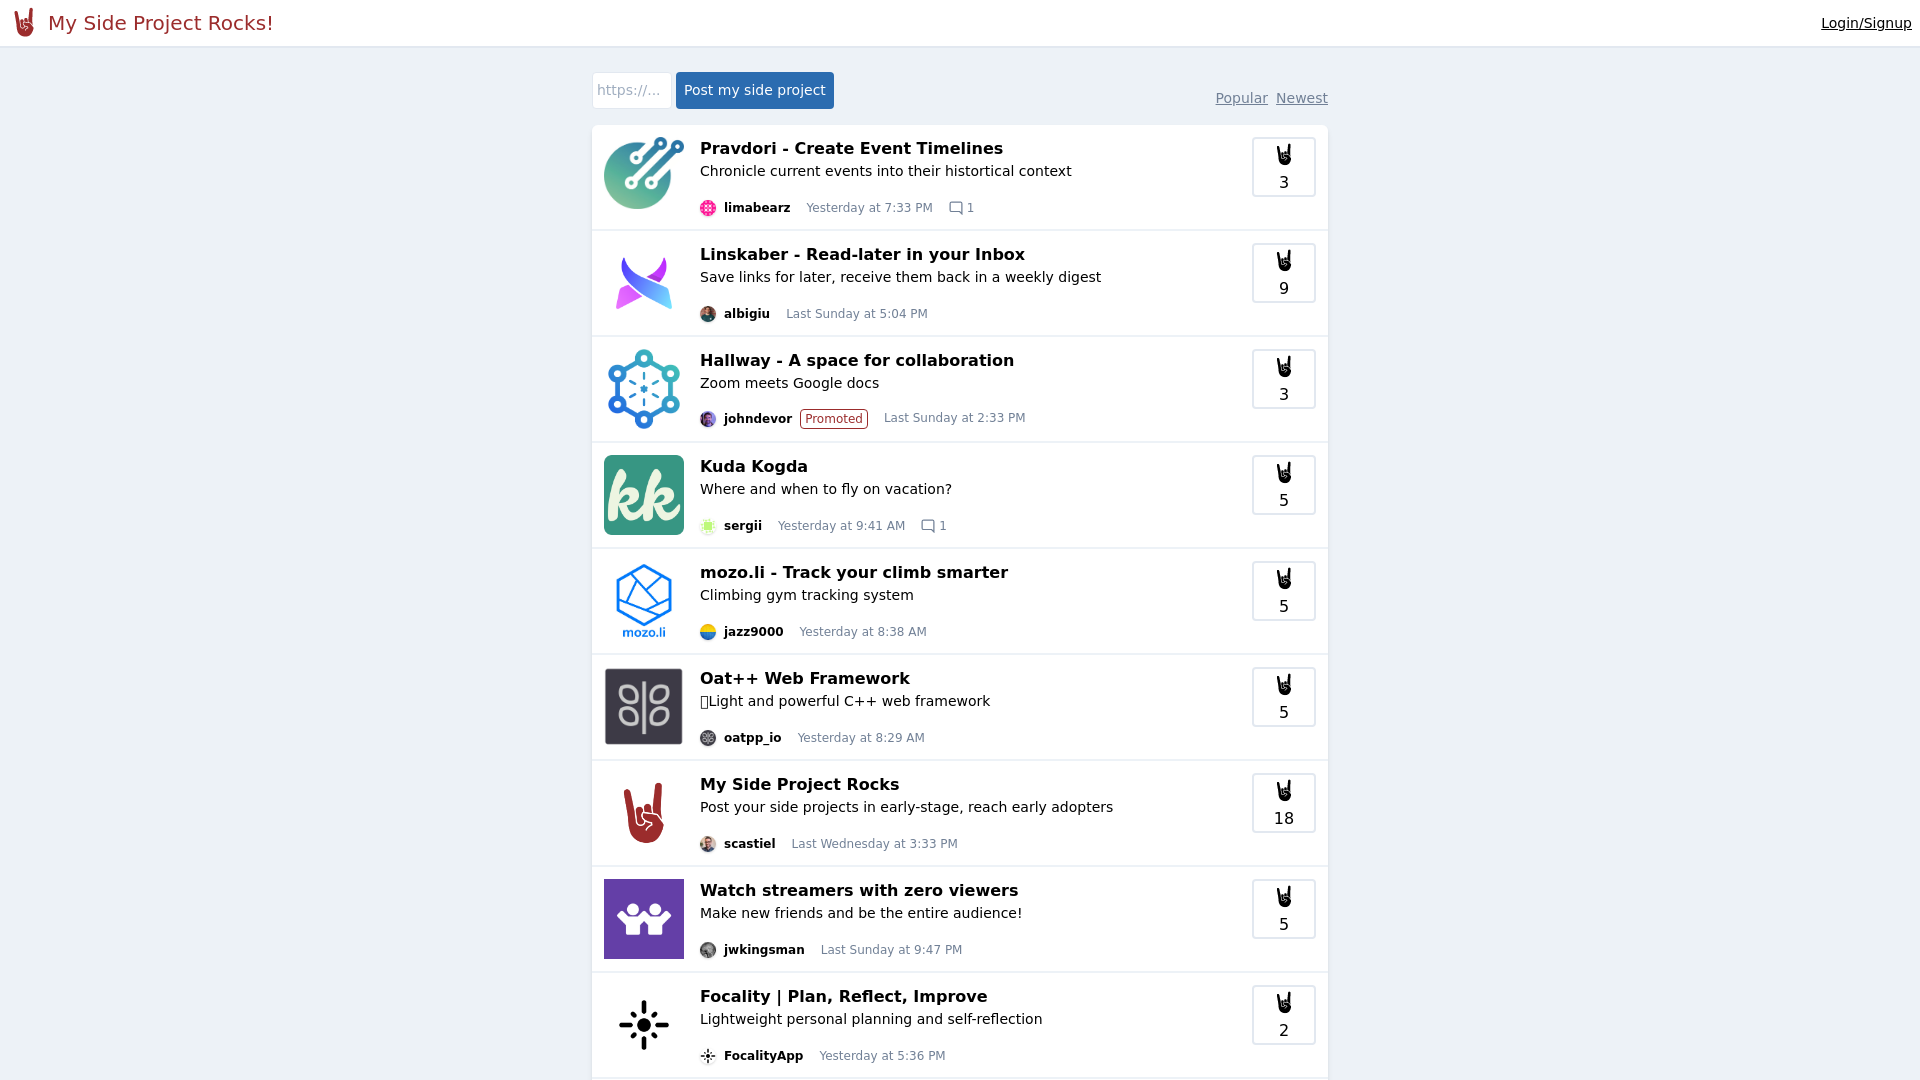 My Side Project Rocks!
Login/Signup
https://...
Post my side project
Popular Newest
Pravdori - Create Event Timelines
Chronicle current events into their histortical context
limabearz Yesterday at 7:33 PM 1
3
Linskaber - Read-later in your Inbox
Save links for later, receive them back in a weekly digest
albigiu Last Sunday at 5:04 PM
9
Hallway - A space for collaboration
Zoom meets Google docs
johndevor Promoted Last Sunday at 2:33 PM
3
kk
Kuda Kogda
Where and when to fly on vacation?
sergii Yesterday at 9:41 AM 1
5
mozo.li
mozo.li - Track your climb smarter
Climbing gym tracking system
jazz9000 Yesterday at 8:38 AM
5
Oat++ Web Framework
Light and powerful C++ web framework
oatpp_io Yesterday at 8:29 AM
5
My Side Project Rocks
Post your side projects in early-stage, reach early adopters
scastiel Last Wednesday at 3:33 PM
18
Watch streamers with zero viewers
Make new friends and be the entire audience!
jwkingsman Last Sunday at 9:47 PM
5
Focality | Plan, Reflect, Improve
Lightweight personal planning and self-reflection
FocalityApp Yesterday at 5:36 PM
2